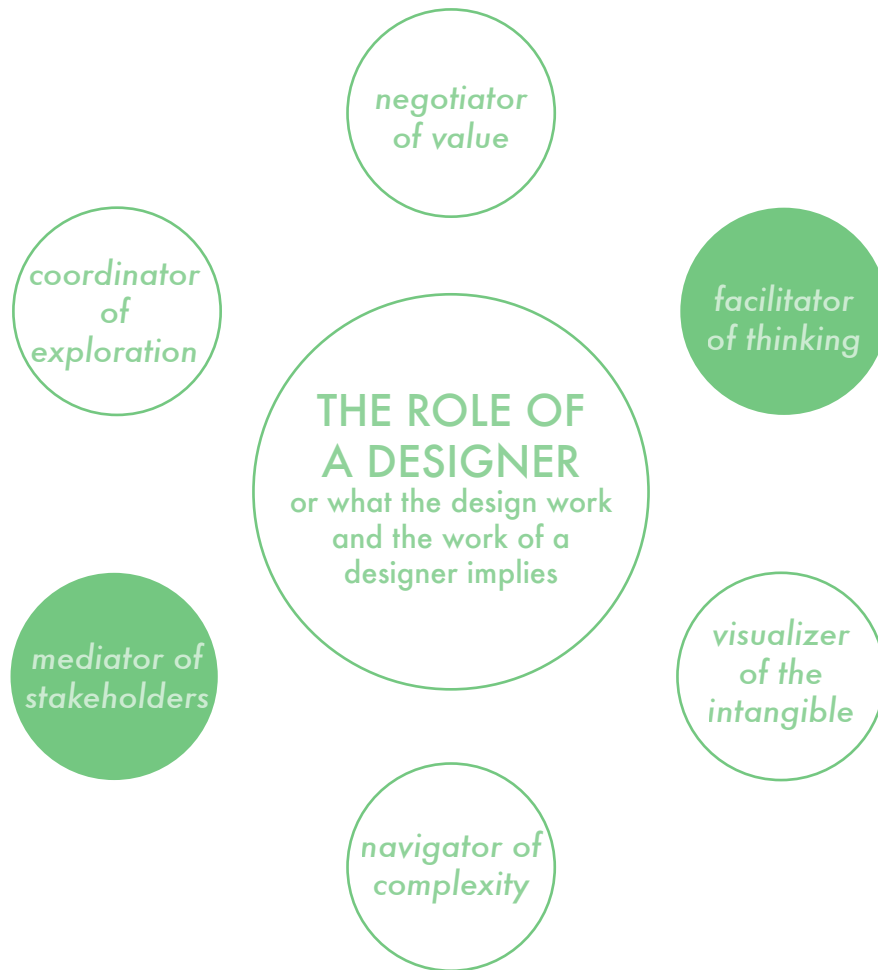 negotiator
of value
coordinator
of
exploration
facilitator
of thinking
THE ROLE OF
A DESIGNER
or what the design work
and the work of a
designer implies
mediator of
stakeholders
visualizer
of the
intangible
navigator of
complexity